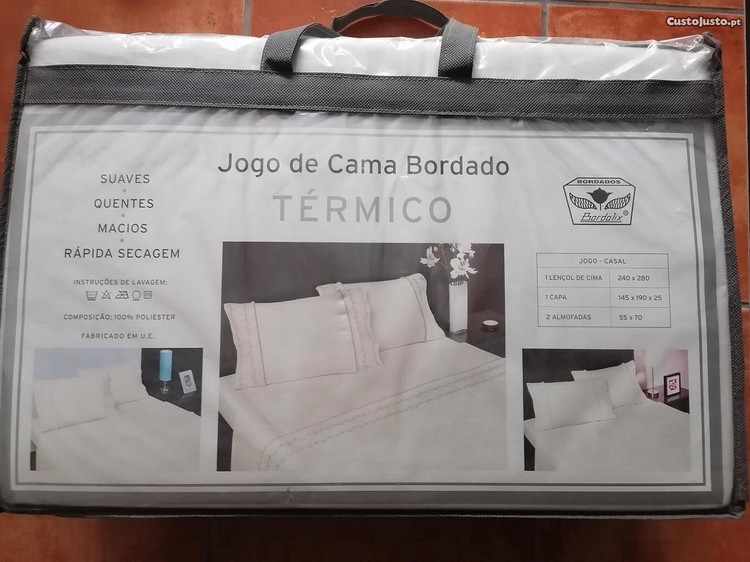 CustoJusto.pt
Jogo de Cama Bordado
TÉRMICO
SUAVES
QUENTES
MACIOS
RÁPIDA SECAGEM
INSTRUÇÕES DE LAVAGEM:
COMPOSIÇÃO: 100% POLIESTER
FABRICADO EM U.E.
BORDADOS
Bordalix®
JOGO - CASAL
1 LENÇOL DE CIMA 240 x 280
1 CAPA 145 x 190 x 25
2 ALMOFADAS 55 x 70